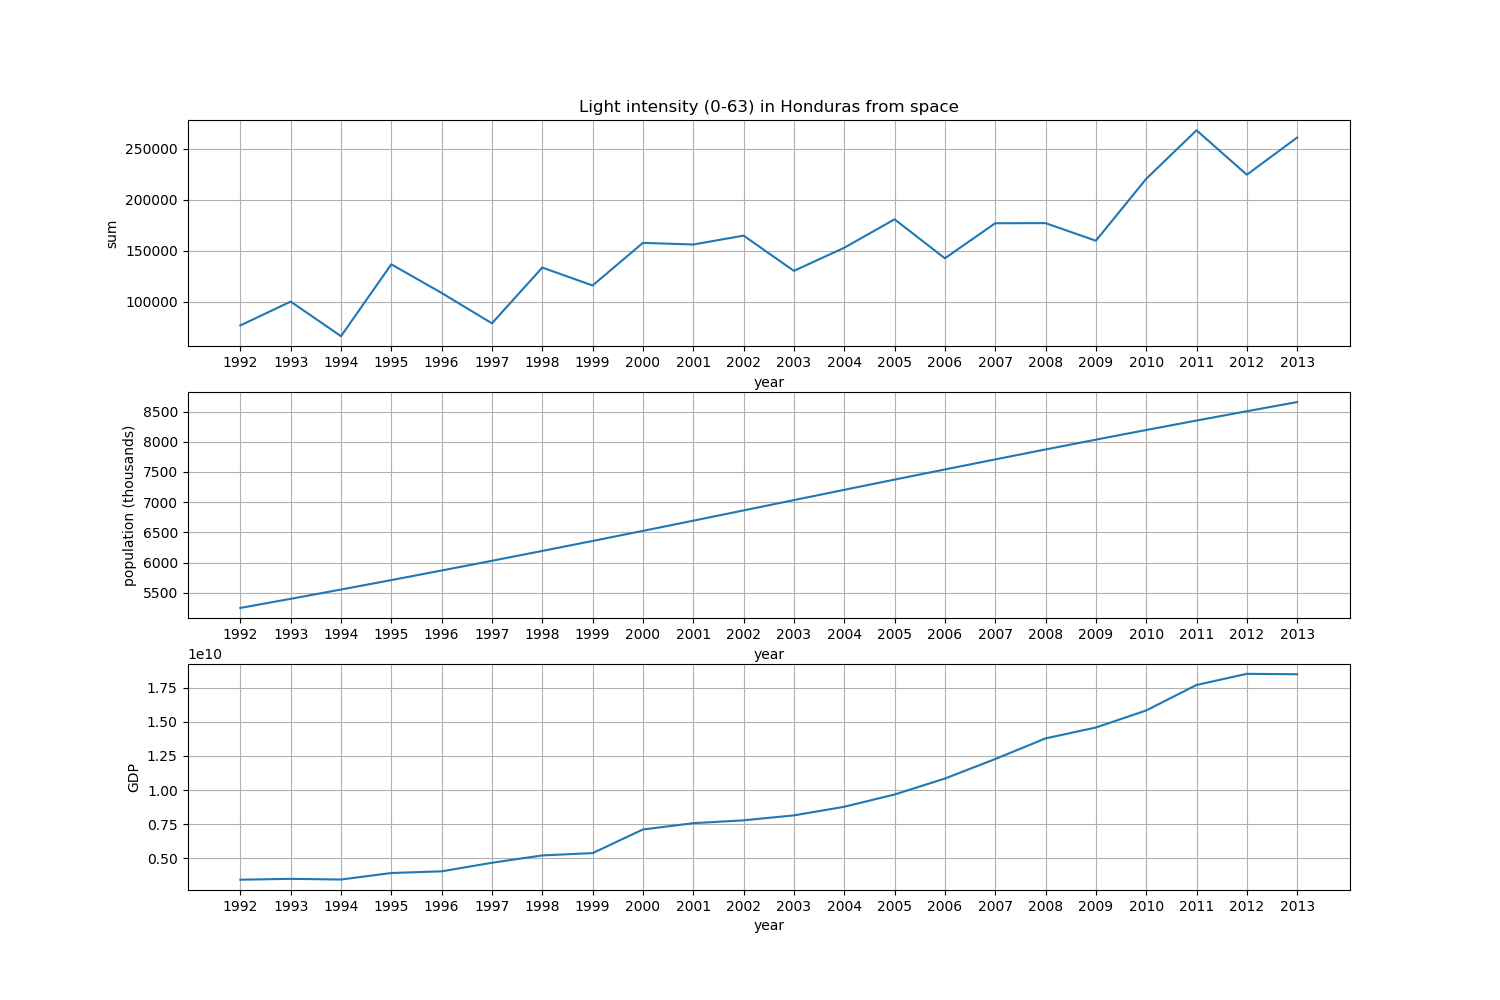 Light intensity (0-63) in Honduras from space
250000
200000
150000
100000
sum
1992 1993 1994 1995 1996 1997 1998 1999 2000 2001 2002 2003 2004 2005 2006 2007 2008 2009 2010 2011 2012 2013
year
8500
8000
7500
7000
6500
6000
5500
population (thousands)
1992 1993 1994 1995 1996 1997 1998 1999 2000 2001 2002 2003 2004 2005 2006 2007 2008 2009 2010 2011 2012 2013
year
1e10
1.75
1.50
1.25
1.00
0.75
0.50
GDP
1992 1993 1994 1995 1996 1997 1998 1999 2000 2001 2002 2003 2004 2005 2006 2007 2008 2009 2010 2011 2012 2013
year